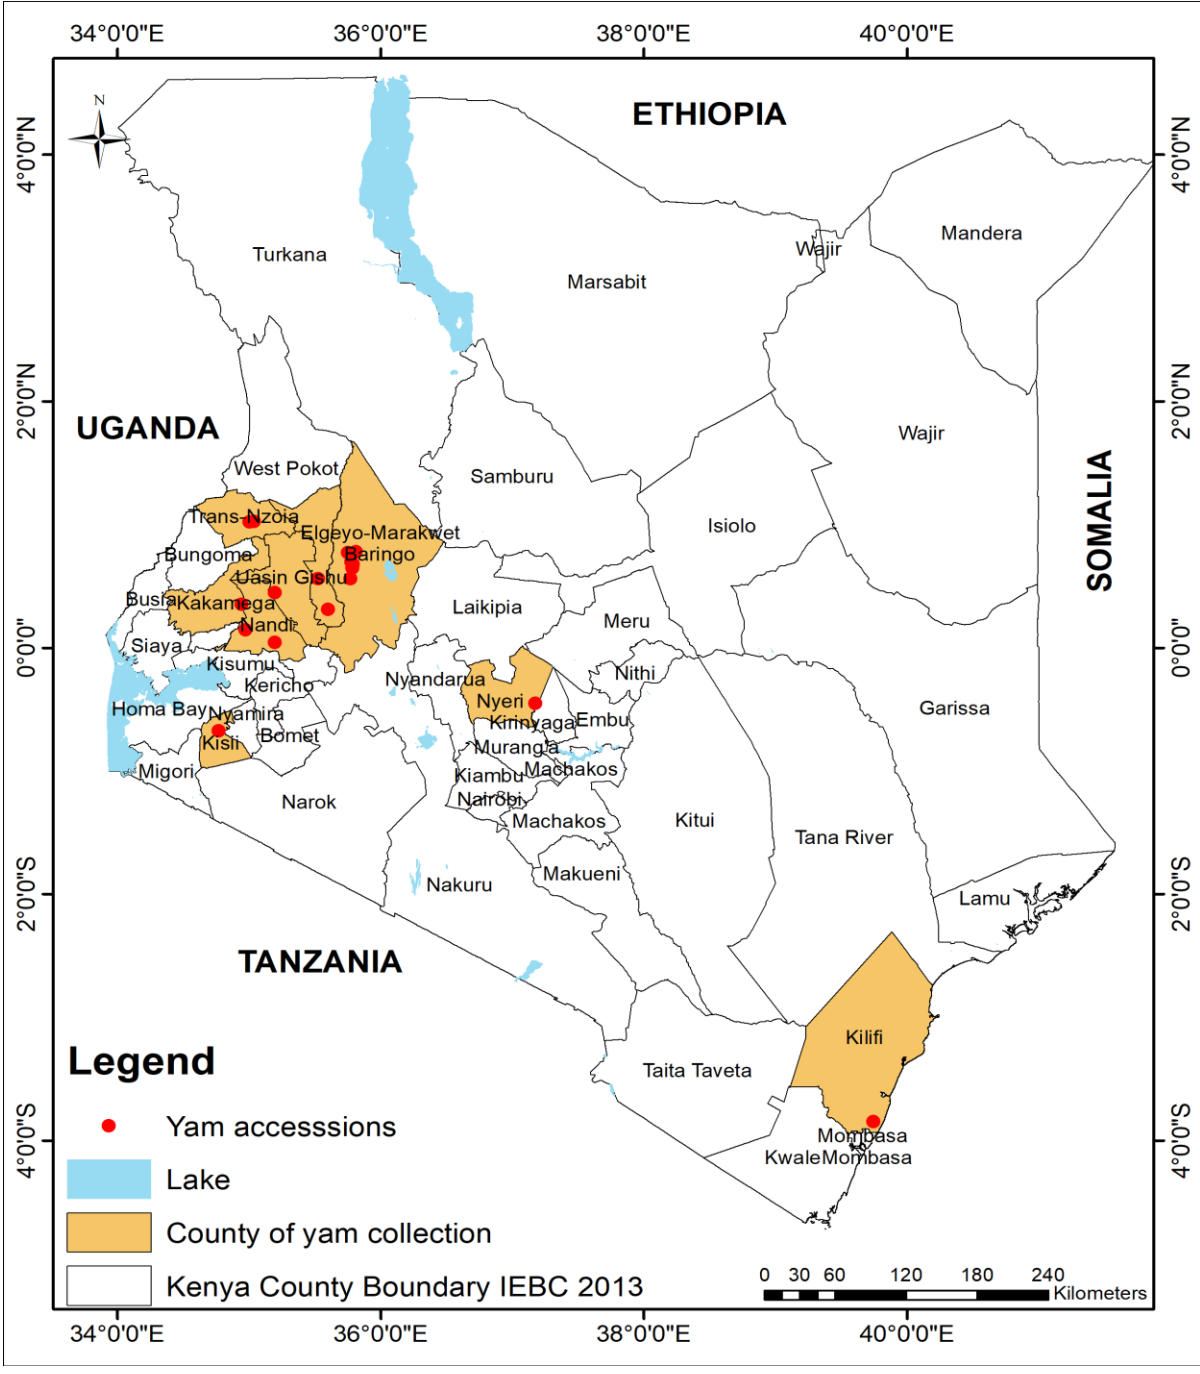 34°0'0"E 36°0'0"E 38°0'0"E 40°0'0"E
N
ETHIOPIA
4°0'0"N 4°0'0"N
Mandera
Wajir
Turkana
Marsabit
2°0'0"N 2°0'0"N
UGANDA
Wajir
SOMALIA
West Pokot
Samburu
Trans-Nzoia
Isiolo
Elgeyo-Marakwet
Bungoma
Baringo
Uasin Gishu
Busia
Kakamega
Laikipia
Nandi
Meru
Siaya
0°0'0" 0°0'0"
Kisumu
Nithi
Kericho
Nyandarua
Nyeri
Homa Bay
Nyamira
Garissa
Kirinyaga
Embu
Kisii
Bomet
Murang'a
Migori
Machakos
Kiambu
Nairobi
Narok
Machakos
Kitui
Tana River
Makueni
Nakuru
2°0'0"S 2°0'0"S
Lamu
TANZANIA
Kilifi
Taita Taveta
Legend
Yam accesssions
4°0'0"S 4°0'0"S
Mombasa
Kwale
Mombasa
Lake
County of yam collection
Kenya County Boundary IEBC 2013
0 30 60 120 180 240
Kilometers
34°0'0"E 36°0'0"E 38°0'0"E 40°0'0"E